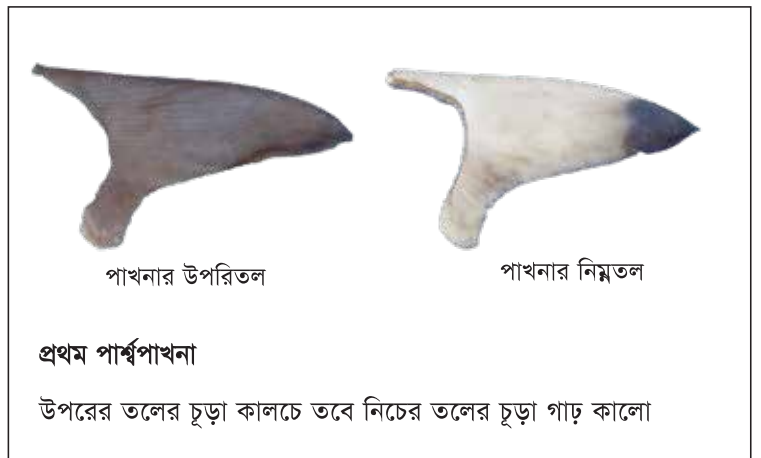 পাখনার উপরিতল
পাখনার নিম্নতল
প্রথম পার্শ্বপাখনা
উপরের তলের চূড়া কালচে তবে নিচের তলের চূড়া গাঢ় কালো